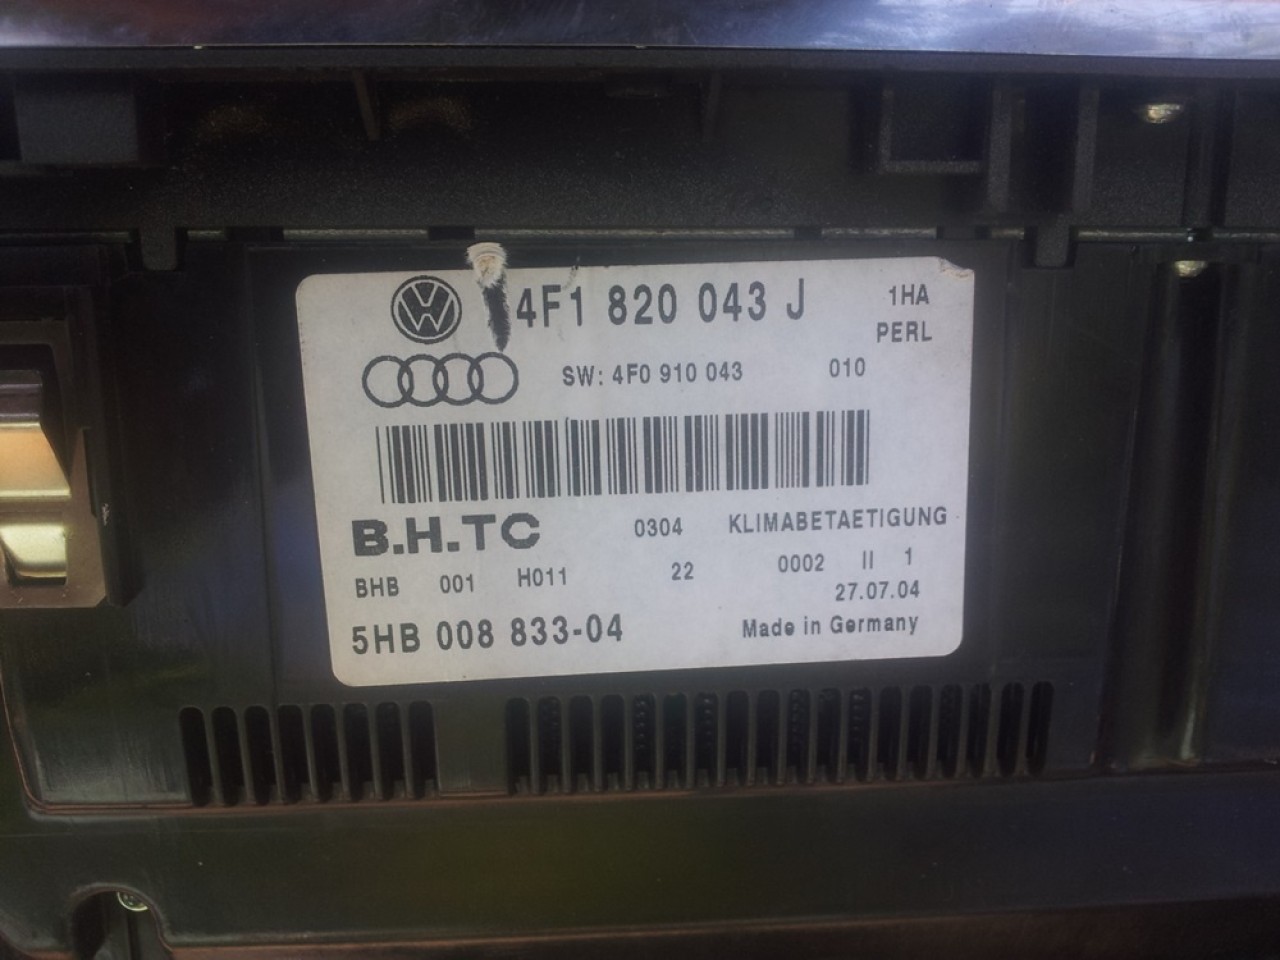 4F1 820 043 J 1HA
PERL
SW: 4F0 910 043 010
B.H.TC 0304 KLIMABETAETIGUNG
BHB 001 H011 22 0002 II 1
27.07.04
5HB 008 833-04 Made in Germany